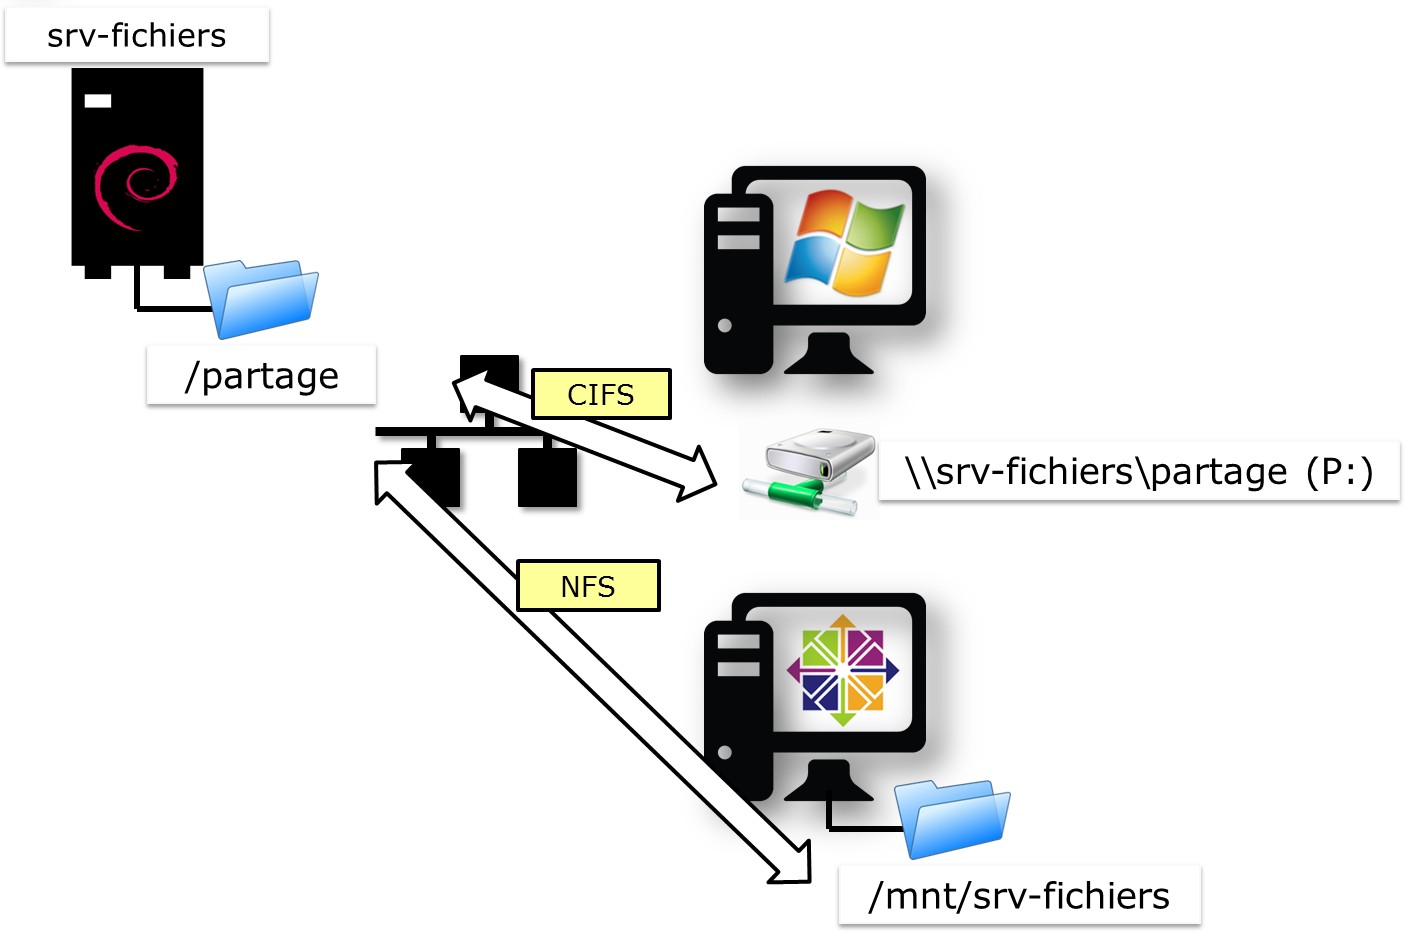 srv-fichiers
/partage
CIFS
\\srv-fichiers\partage (P:)
NFS
/mnt/srv-fichiers